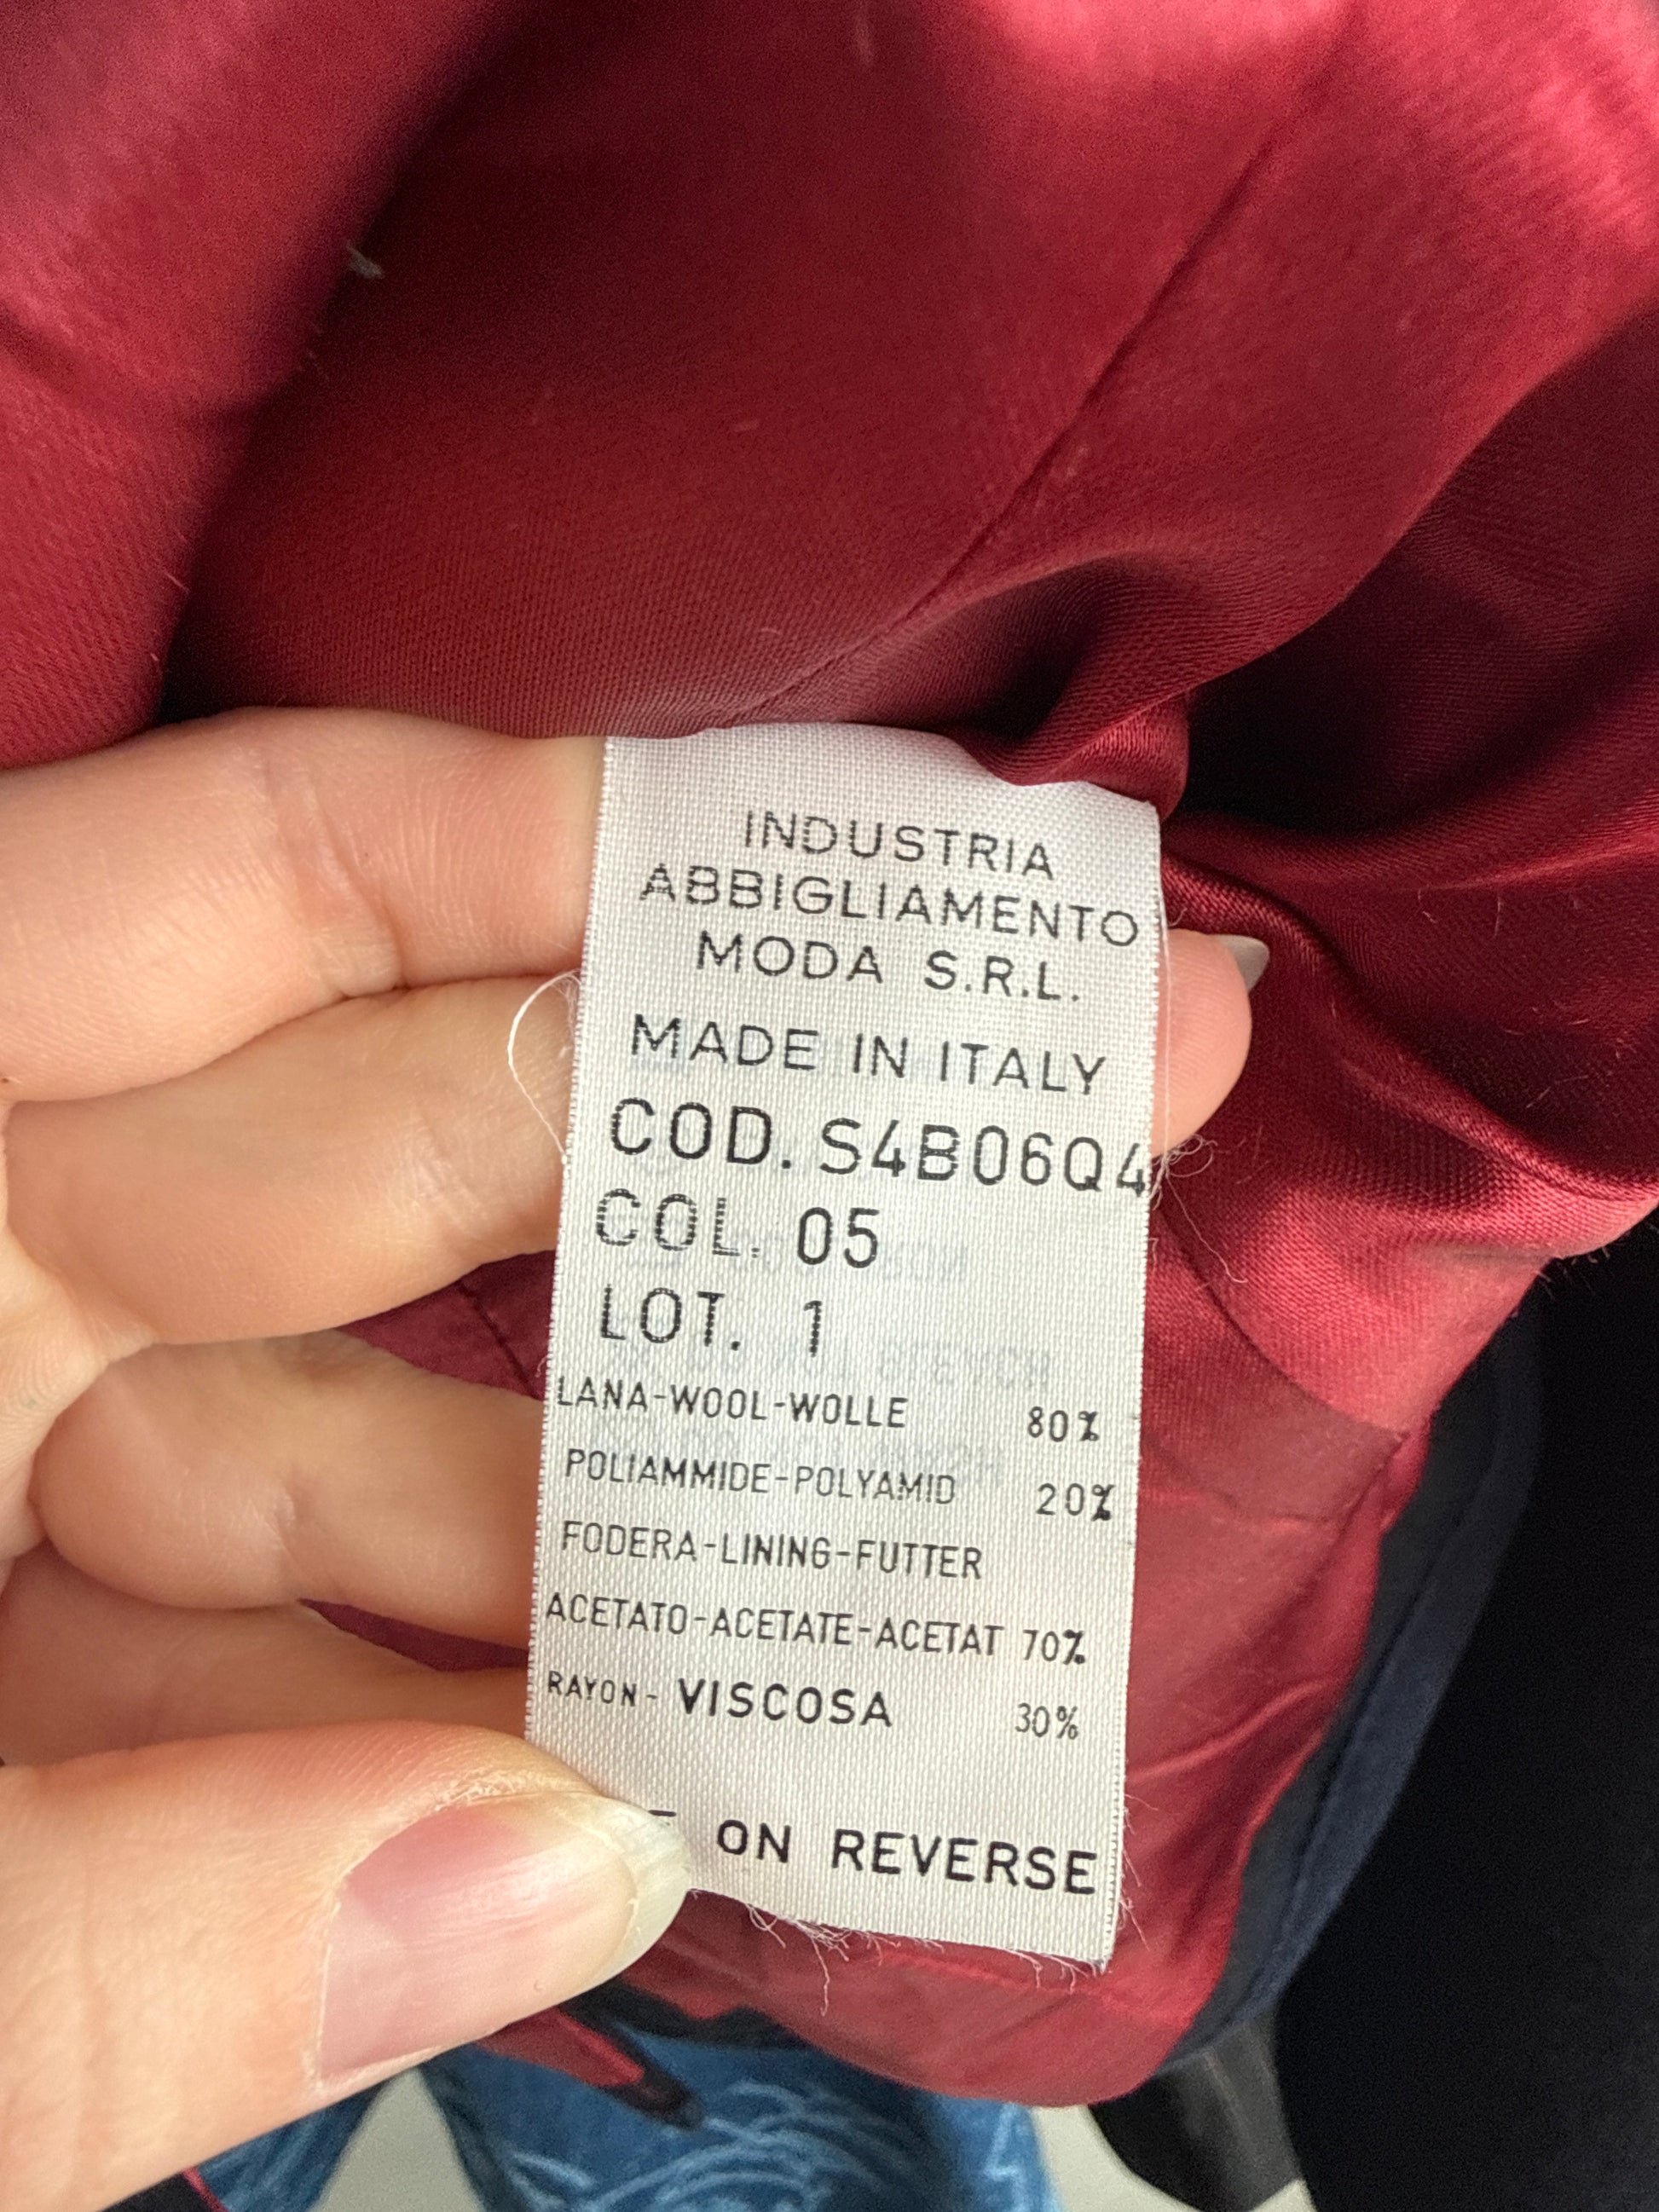 INDUSTRIA
ABBIGLIAMENTO
MODA S.R.L.
MADE IN ITALY
COD. S4B06Q4
COL. 05
LOT. 1
LANA-WOOL-WOLLE 80%
POLIAMMIDE-POLYAMID 20%
FODERA-LINING-FUTTER
ACETATO-ACETATE-ACETAT 70%
RAYON- VISCOSA 30%
ON REVERSE